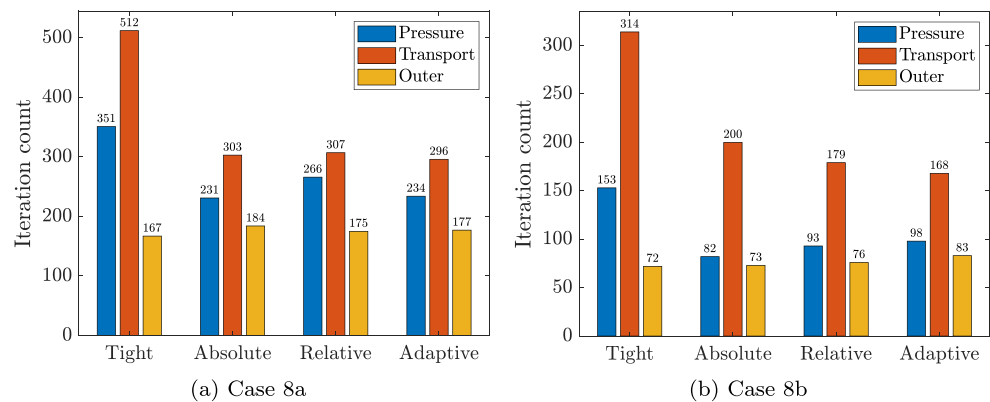 Iteration count
500
400
300
200
100
0
351
512
167
231
303
184
266
307
175
234
296
177
Pressure
Transport
Outer
Tight
Absolute
Relative
Adaptive
(a) Case 8a
Iteration count
300
250
200
150
100
50
0
153
314
72
82
200
73
93
179
76
98
168
83
Pressure
Transport
Outer
Tight
Absolute
Relative
Adaptive
(b) Case 8b